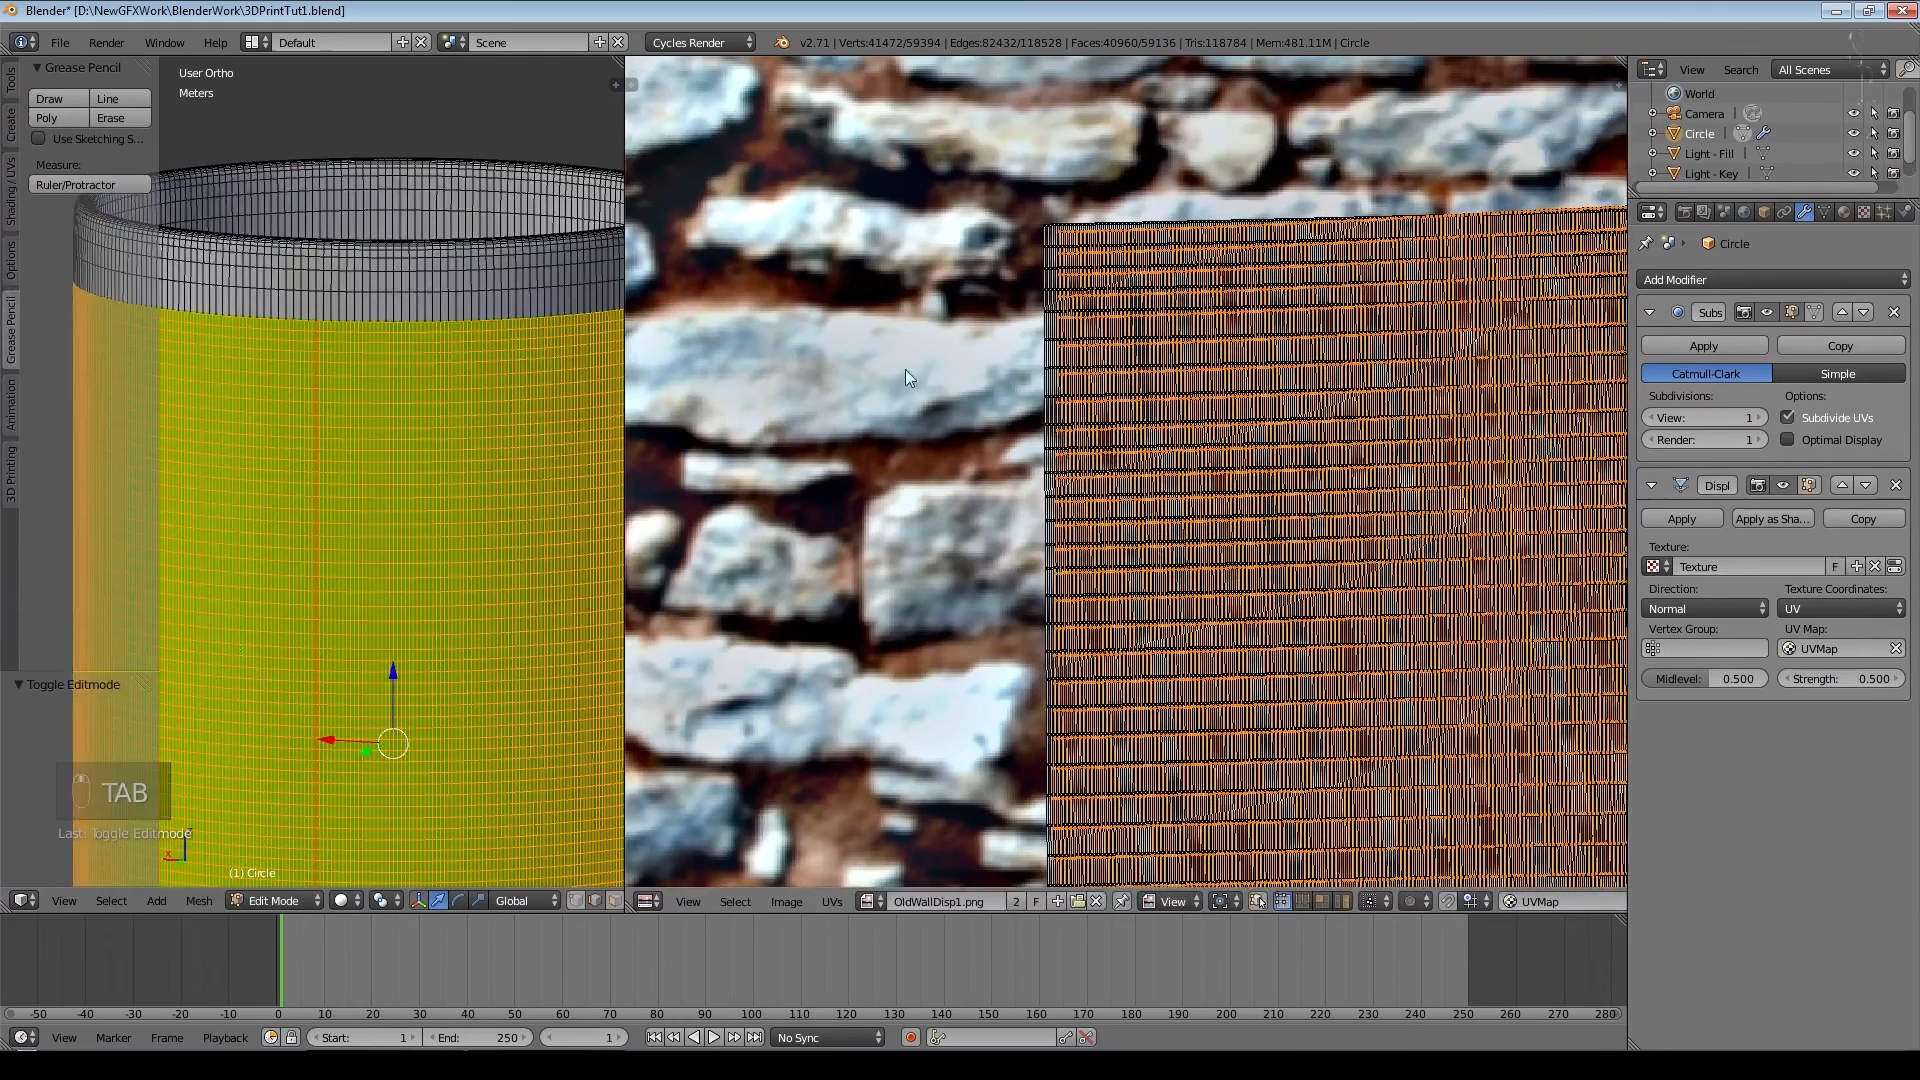 Blender* [D:\NewGFXWork\BlenderWork\3DPrintTut1.blend]
File Render Window Help Default Scene Cycles Render v2.71 | Verts:41472/59394 | Edges:82432/118528 | Faces:40960/59136 | Tris:118784 | Mem:481.11M | Circle
Tools
Create
Shading / UVs
Options
Grease Pencil
Animation
3D Printing
Grease Pencil
Draw Line
Poly Erase
Use Sketching S...
Measure:
Ruler/Protractor
Toggle Editmode
User Ortho
Meters
TAB
Last: Toggle Editmode
x
(1) Circle
View Select Add Mesh Edit Mode Global
View Select Image UVs OldWallDisp1.png 2 F View UVMap
View Search All Scenes
World
Camera
Circle
Light - Fill
Light - Key
Circle
Add Modifier
Subs
Apply Copy
Catmull-Clark Simple
Subdivisions: Options:
View: 1 Subdivide UVs
Render: 1 Optimal Display
Displ
Apply Apply as Sha... Copy
Texture:
Texture F
Direction: Texture Coordinates:
Normal UV
Vertex Group: UV Map:
UVMap
Midlevel: 0.500 Strength: 0.500
-50 -40 -30 -20 -10 0 10 20 30 40 50 60 70 80 90 100 110 120 130 140 150 160 170 180 190 200 210 220 230 240 250 260 270 280
View Marker Frame Playback Start: 1 End: 250 1 No Sync